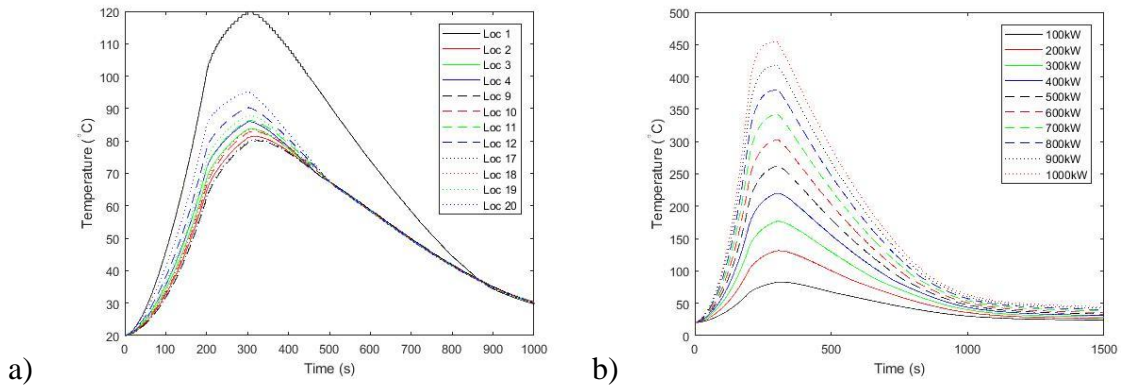 120
110
100
90
80
70
60
50
40
30
20
Temperature (°C)
0 100 200 300 400 500 600 700 800 900 1000
Time (s)
Loc 1
Loc 2
Loc 3
Loc 4
Loc 9
Loc 10
Loc 11
Loc 12
Loc 17
Loc 18
Loc 19
Loc 20
a)
500
450
400
350
300
250
200
150
100
50
0
Temperature (°C)
0 500 1000 1500
Time (s)
100kW
200kW
300kW
400kW
500kW
600kW
700kW
800kW
900kW
1000kW
b)